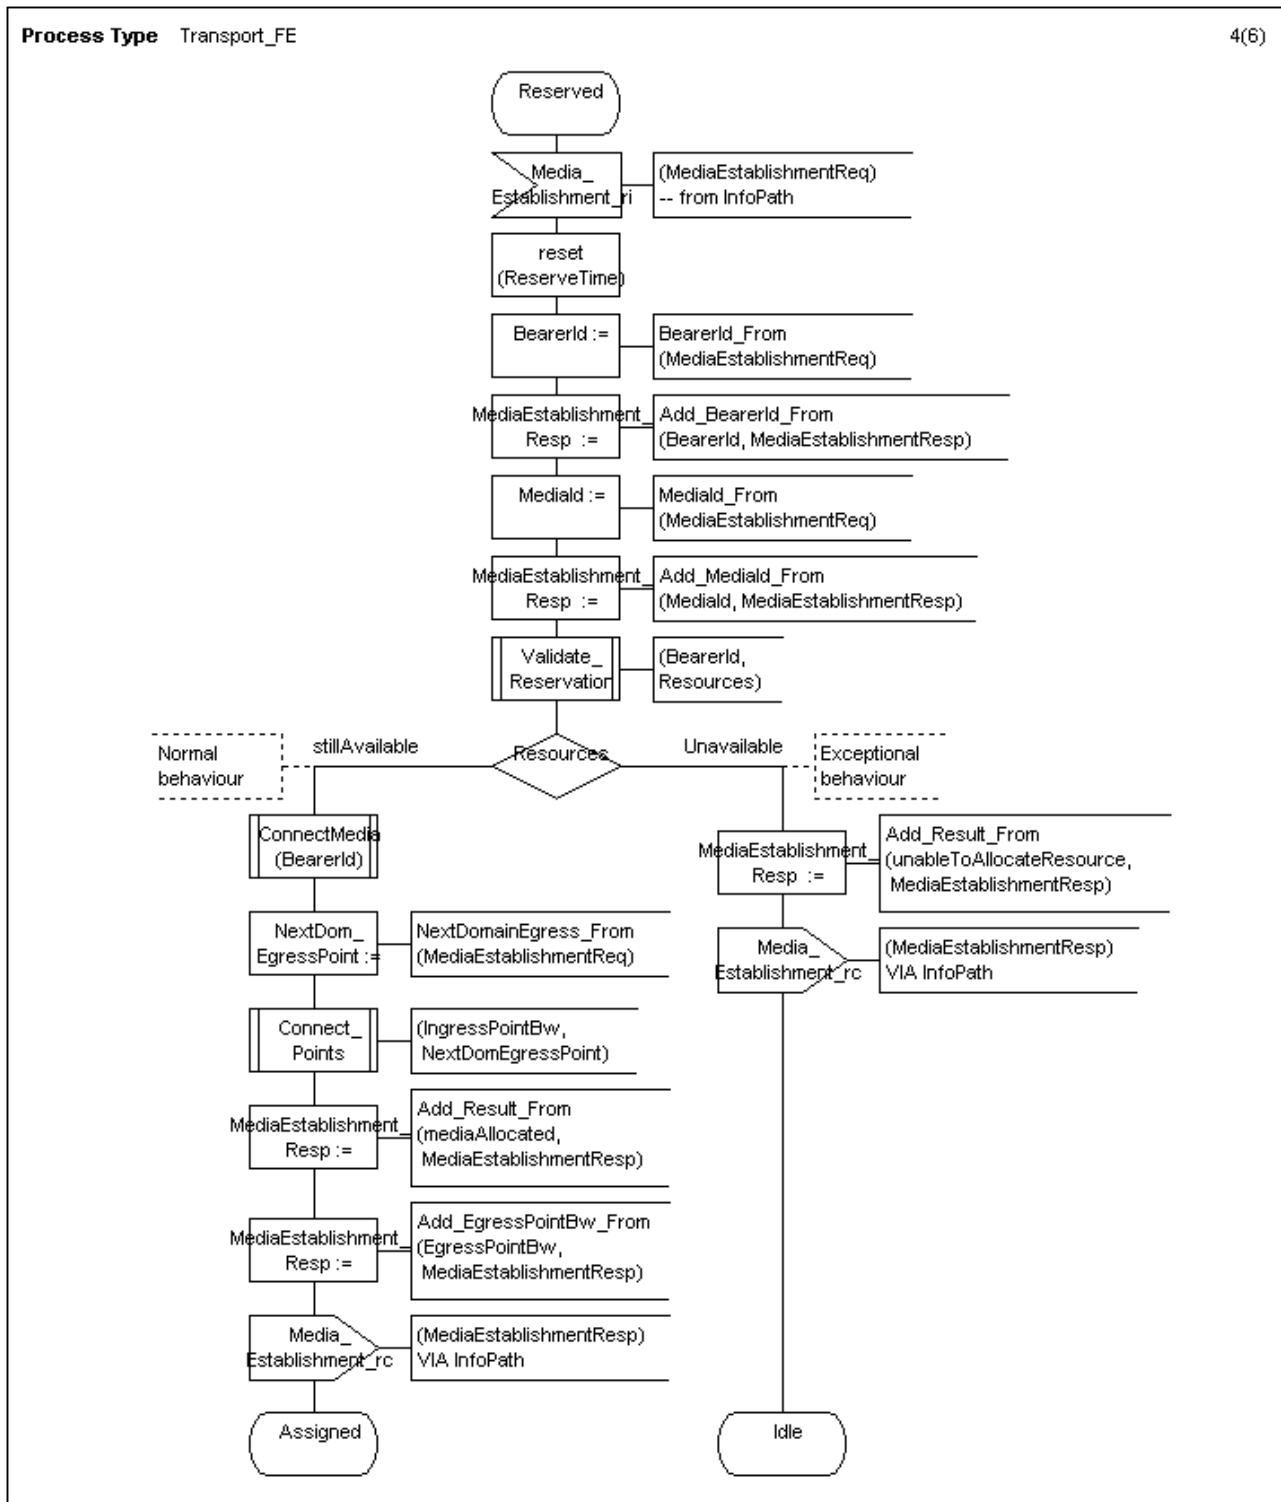 Process Type Transport_FE 4(6)
Reserved
Media_
Establishment_ri
(MediaEstablishmentReq)
-- from InfoPath
reset
(ReserveTime)
BearerId :=
BearerId_From
(MediaEstablishmentReq)
MediaEstablishment_
Resp :=
Add_BearerId_From
(BearerId, MediaEstablishmentResp)
MediaId :=
MediaId_From
(MediaEstablishmentReq)
MediaEstablishment_
Resp :=
Add_MediaId_From
(MediaId, MediaEstablishmentResp)
Validate_
Reservation
(BearerId,
Resources)
Normal
behaviour
stillAvailable
Resources
Unavailable
Exceptional
behaviour
ConnectMedia
(BearerId)
NextDom_
EgressPoint :=
NextDomainEgress_From
(MediaEstablishmentReq)
Connect_
Points
(IngressPointBw,
NextDomEgressPoint)
MediaEstablishment_
Resp :=
Add_Result_From
(mediaAllocated,
MediaEstablishmentResp)
MediaEstablishment_
Resp :=
Add_EgressPointBw_From
(EgressPointBw,
MediaEstablishmentResp)
Media_
Establishment_rc
(MediaEstablishmentResp)
VIA InfoPath
Assigned
MediaEstablishment_
Resp :=
Add_Result_From
(unableToAllocateResource,
MediaEstablishmentResp)
Media_
Establishment_rc
(MediaEstablishmentResp)
VIA InfoPath
Idle